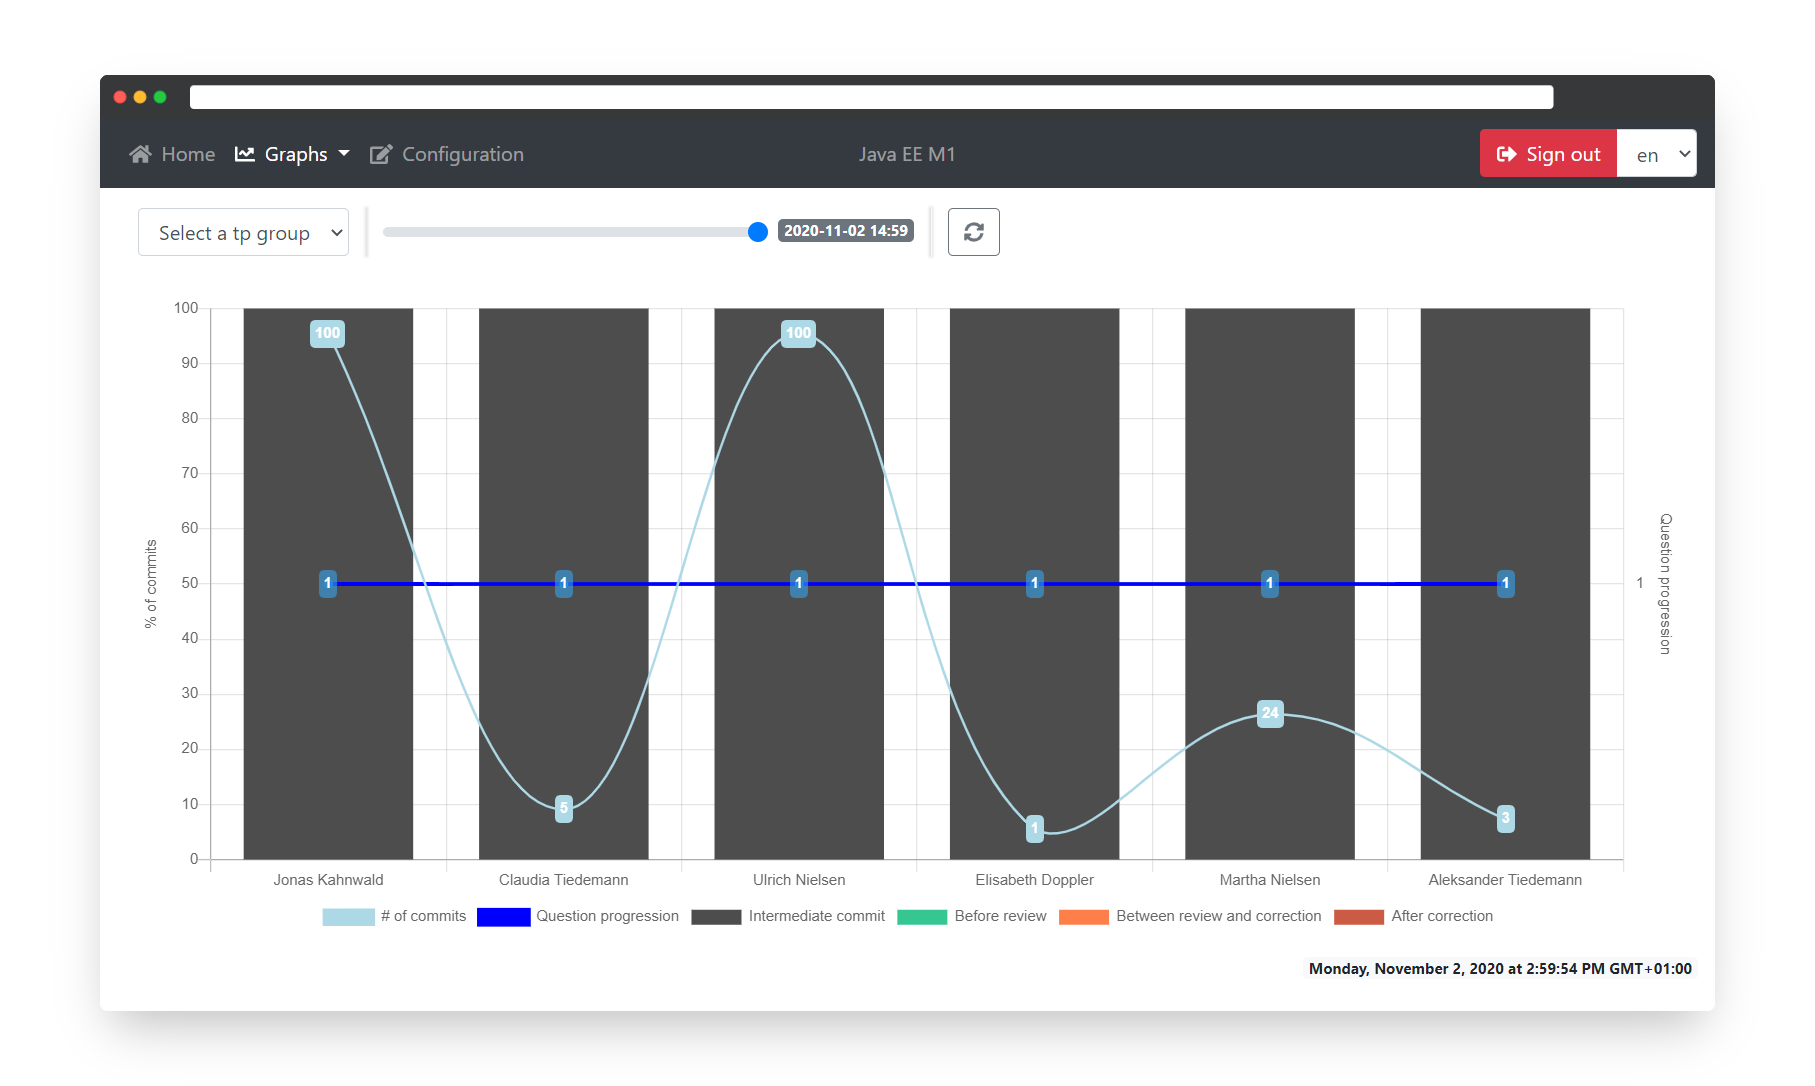 Home Graphs Configuration Java EE M1 Sign out en
Select a tp group 2020-11-02 14:59
100
90
80
70
60
50
40
30
20
10
0
% of commits
100 5 100 1 24 3
1 1 1 1 1 1
1
Question progression
Jonas Kahnwald Claudia Tiedemann Ulrich Nielsen Elisabeth Doppler Martha Nielsen Aleksander Tiedemann
# of commits Question progression Intermediate commit Before review Between review and correction After correction
Monday, November 2, 2020 at 2:59:54 PM GMT+01:00